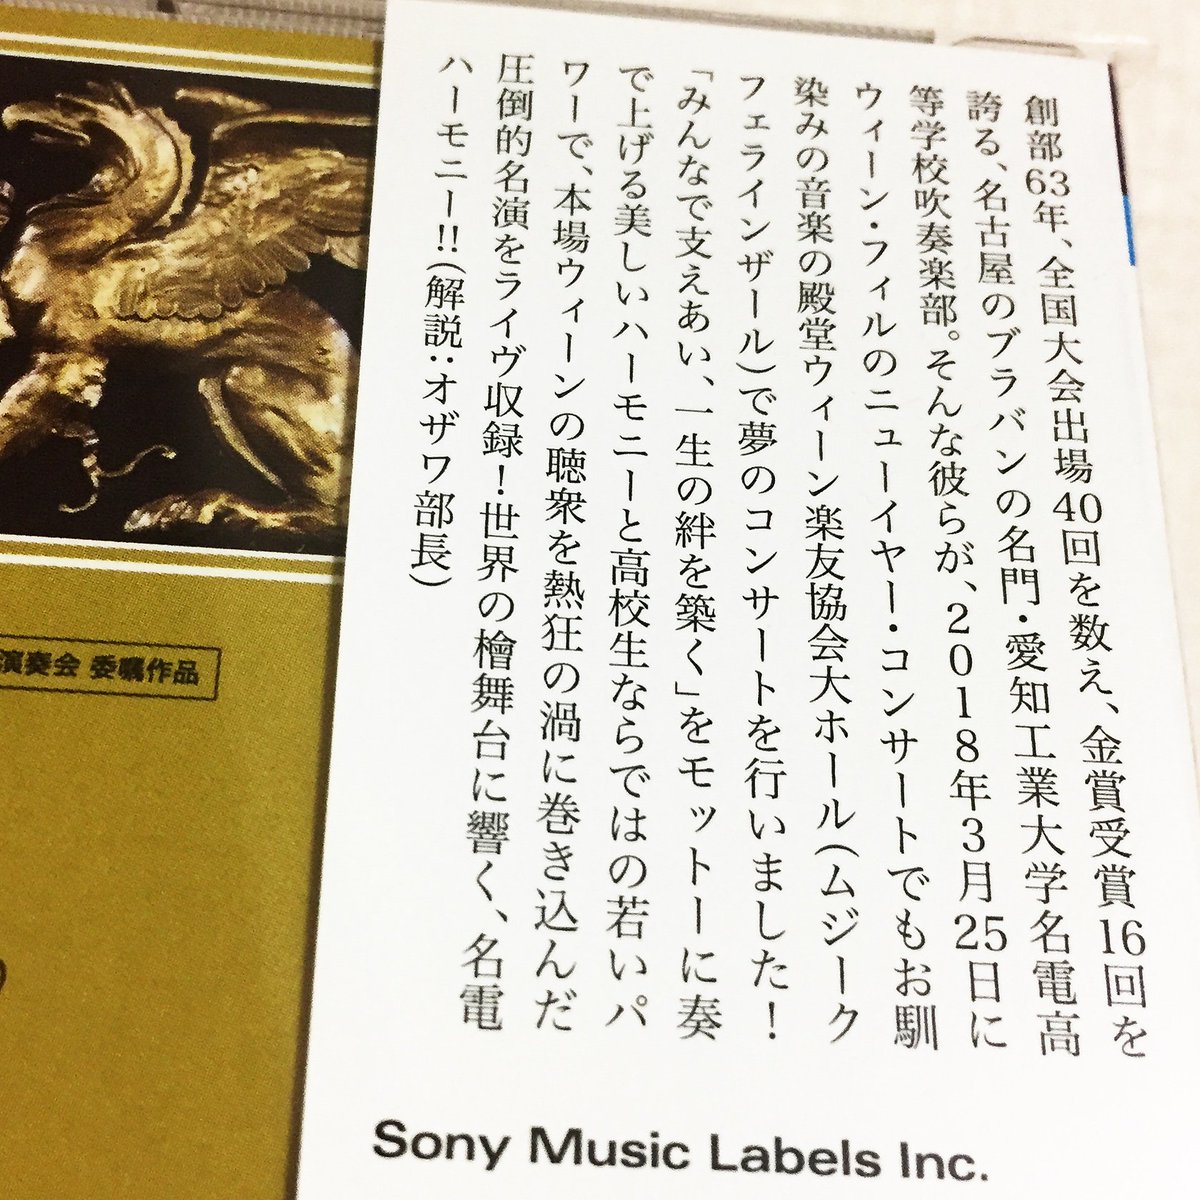 創部63年、全国大会出場40回を数え、金賞受賞16回を
誇る、名古屋のブラバンの名門・愛知工業大学名電高
等学校吹奏楽部。そんな彼らが、2018年3月25日に
ウィーン・フィルのニューイヤー・コンサートでもお馴
染みの音楽の殿堂ウィーン楽友協会大ホール(ムジーク
フェラインザール)で夢のコンサートを行いました!
「みんなで支えあい、一生の絆を築く」をモットーに奏
で上げる美しいハーモニーと高校生ならではの若いパ
ワーで、本場ウィーンの聴衆を熱狂の渦に巻き込んだ
圧倒的名演をライヴ収録!世界の檜舞台に響く、名電
ハーモニー!!(解説:オザワ部長)
演奏会 委嘱作品
Sony Music Labels Inc.